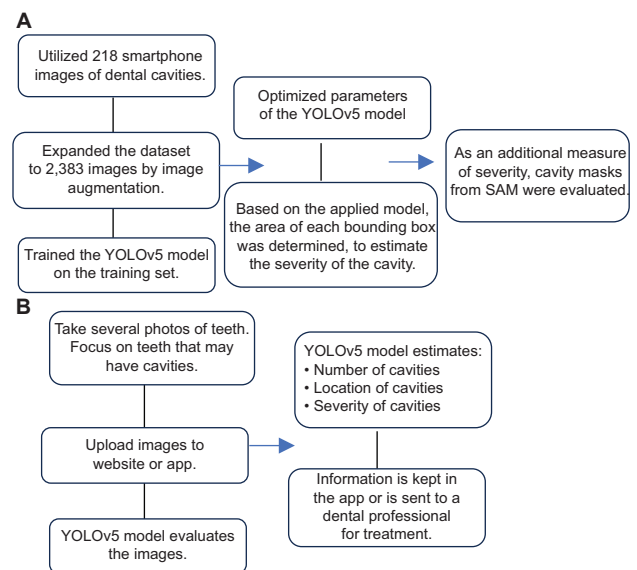 A
Utilized 218 smartphone
images of dental cavities.
Expanded the dataset
to 2,383 images by image
augmentation.
Trained the YOLOv5 model
on the training set.
Optimized parameters
of the YOLOv5 model
Based on the applied model,
the area of each bounding box
was determined, to estimate
the severity of the cavity.
As an additional measure
of severity, cavity masks
from SAM were evaluated.
B
Take several photos of teeth.
Focus on teeth that may
have cavities.
Upload images to
website or app.
YOLOv5 model evaluates
the images.
YOLOv5 model estimates:
• Number of cavities
• Location of cavities
• Severity of cavities
Information is kept in
the app or is sent to a
dental professional
for treatment.